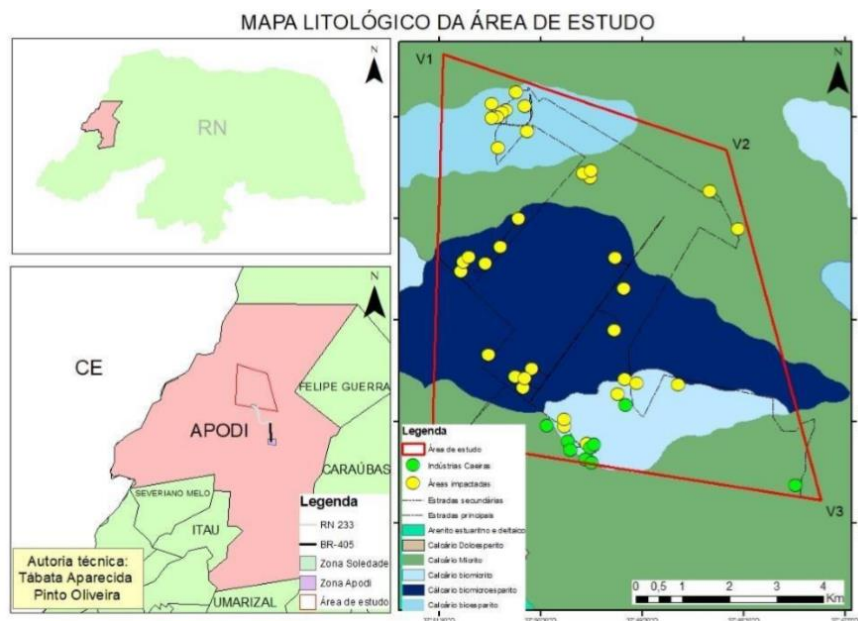 MAPA LITOLÓGICO DA ÁREA DE ESTUDO
N
RN
N
CE
APODI
FELIPE GUERRA
CARAÚBAS
SEVERIANO MELO
ITAU
UMARIZAL
Legenda
RN 233
BR-405
Zona Soledade
Zona Apodi
Área de estudo
Autoria técnica:
Tábata Aparecida
Pinto Oliveira
V1
N
V2
V3
Legenda
Área de estudo
Indústrias Caeiras
Áreas impactadas
Estradas secundárias
Estradas principais
Arenito estuarino e deltaico
Calcário Doloesparito
Calcário Micrito
Calcário biomicrito
Cálcario biomicroesparito
Calcário bioesparito
0 0,5 1 2 3 4
Km